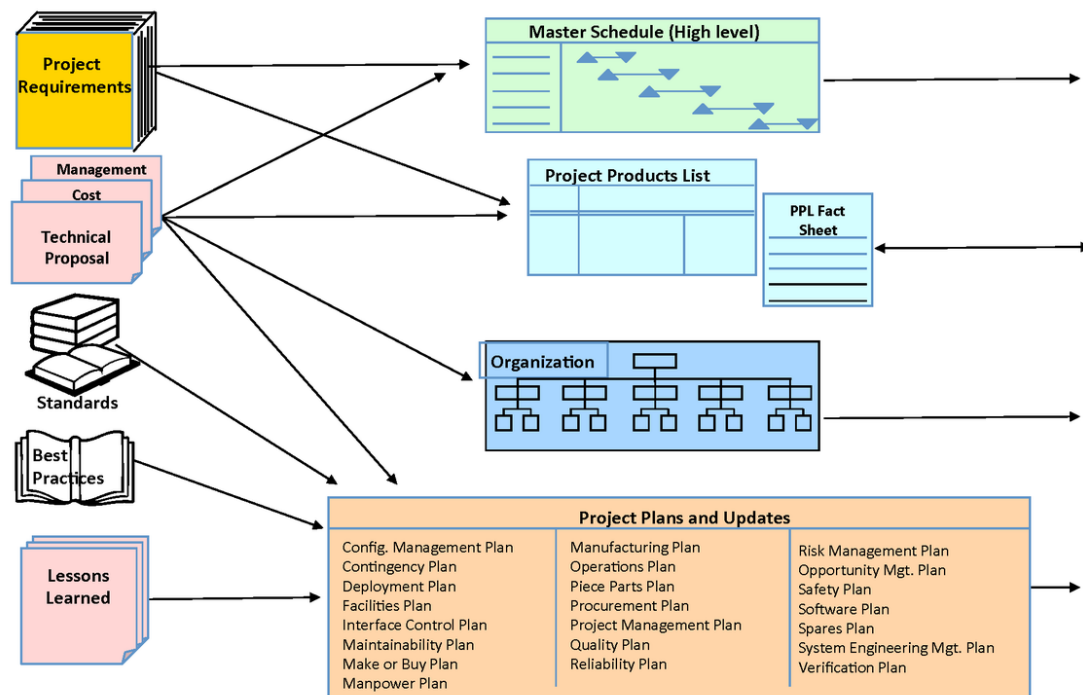 Project
Requirements
Management
Cost
Technical
Proposal
Standards
Best
Practices
Lessons
Learned
Master Schedule (High level)
Project Products List
PPL Fact
Sheet
Organization
Project Plans and Updates
Config. Management Plan
Contingency Plan
Deployment Plan
Facilities Plan
Interface Control Plan
Maintainability Plan
Make or Buy Plan
Manpower Plan
Manufacturing Plan
Operations Plan
Piece Parts Plan
Procurement Plan
Project Management Plan
Quality Plan
Reliability Plan
Risk Management Plan
Opportunity Mgt. Plan
Safety Plan
Software Plan
Spares Plan
System Engineering Mgt. Plan
Verification Plan